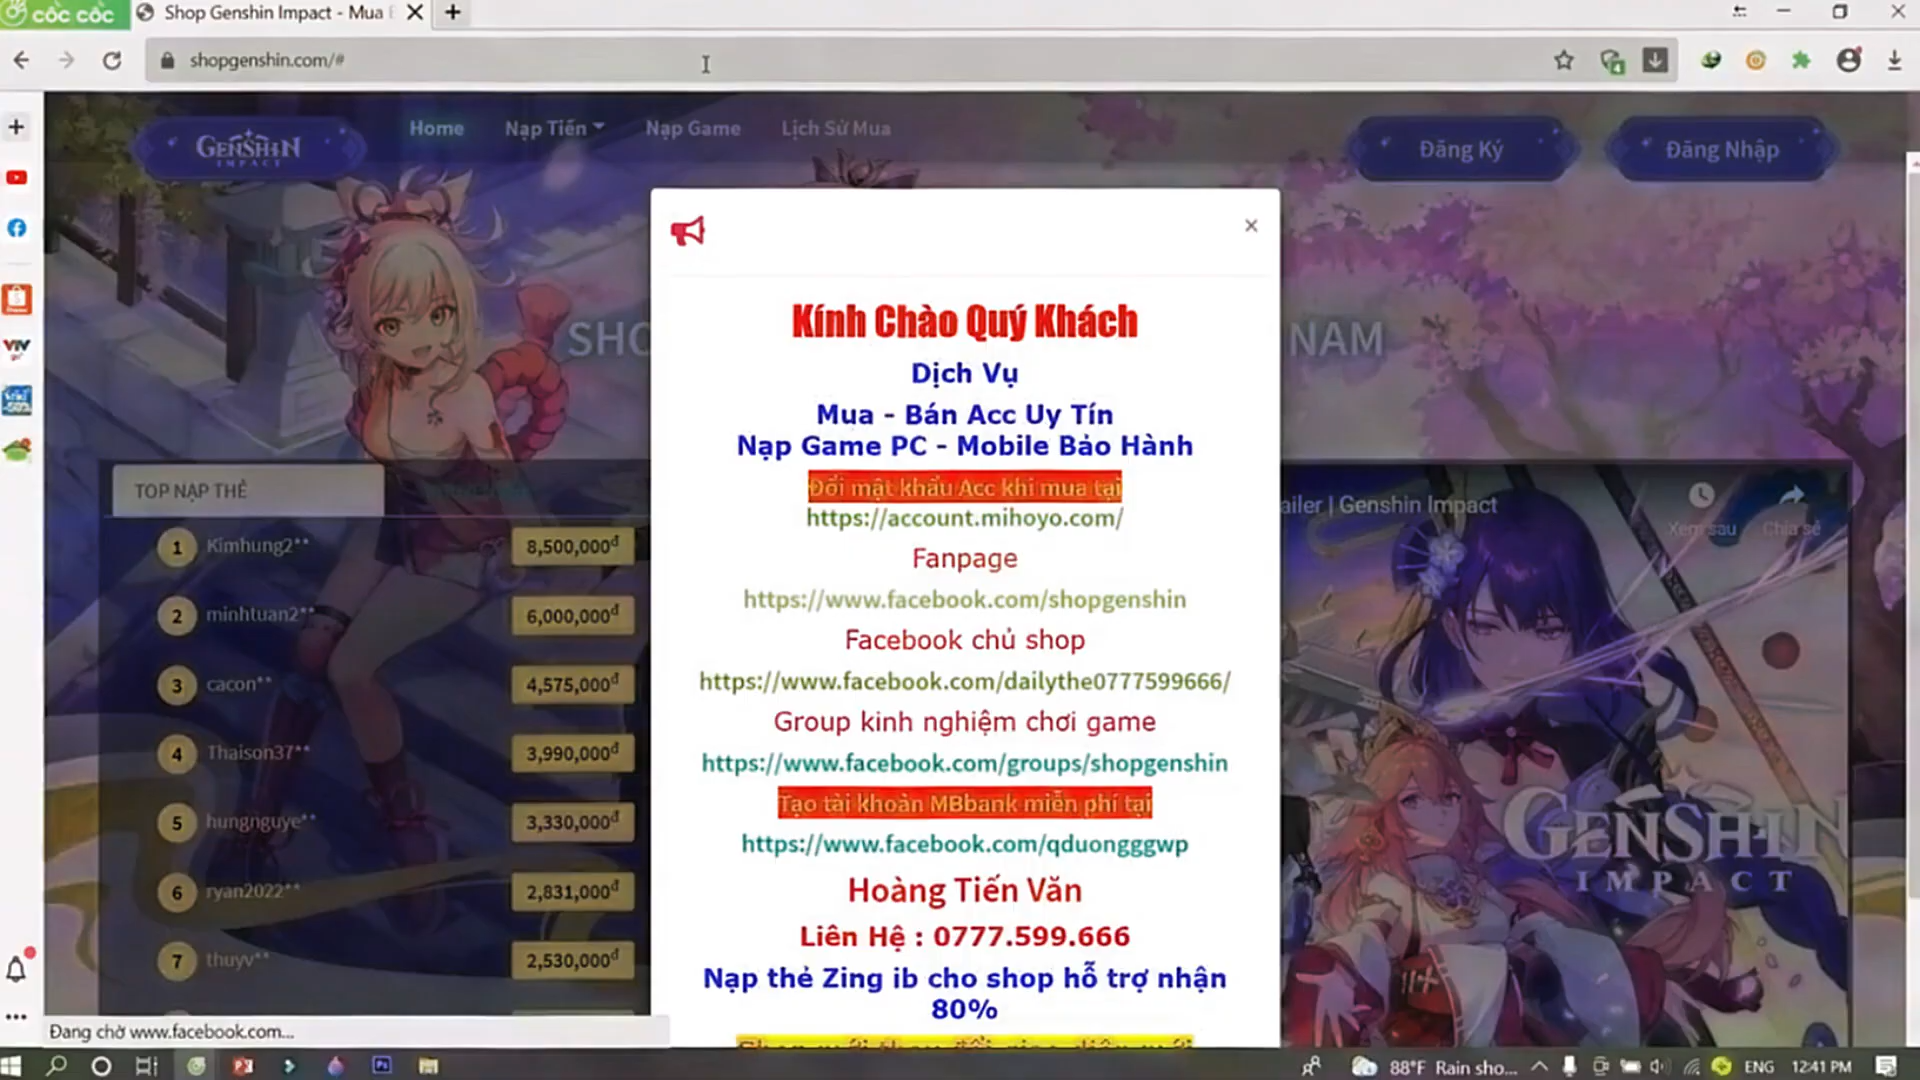 cốc cốc
Shop Genshin Impact - Mua
shopgenshin.com/#
4
GENSHIN
IMPACT
Home
Nạp Tiền
Nạp Game
Lịch Sử Mua
Đăng Ký
Đăng Nhập
SHO
NAM
Kính Chào Quý Khách
Dịch Vụ
Mua - Bán Acc Uy Tín
Nạp Game PC - Mobile Bảo Hành
Đổi mật khẩu Acc khi mua tại
https://account.mihoyo.com/
Fanpage
https://www.facebook.com/shopgenshin
Facebook chủ shop
https://www.facebook.com/dailythe0777599666/
Group kinh nghiệm chơi game
https://www.facebook.com/groups/shopgenshin
Tạo tài khoản MBbank miễn phí tại
https://www.facebook.com/qduongggwp
Hoàng Tiến Văn
Liên Hệ : 0777.599.666
Nạp thẻ Zing ib cho shop hỗ trợ nhận
80%
TOP NẠP THẺ
1 Kimhung2** 8,500,000đ
2 minhtuan2** 6,000,000đ
3 cacon** 4,575,000đ
4 Thaison37** 3,990,000đ
5 hungnguye** 3,330,000đ
6 ryan2022** 2,831,000đ
7 thuyv** 2,530,000đ
ailer | Genshin Impact
Xem sau
Chia sẻ
GENSHIN
IMPACT
Đang chờ www.facebook.com...
88°F Rain sho...
ENG
12:41 PM